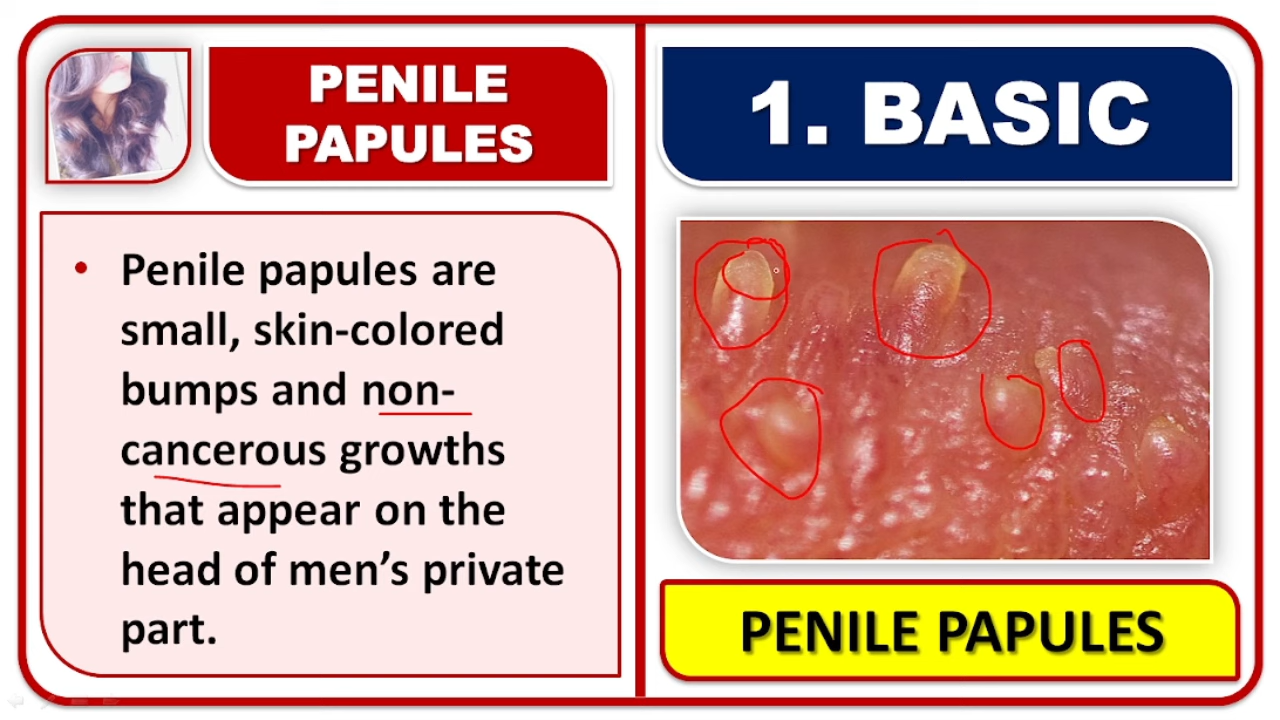 PENILE
PAPULES
• Penile papules are
small, skin-colored
bumps and non-
cancerous growths
that appear on the
head of men’s private
part.
1. BASIC
PENILE PAPULES